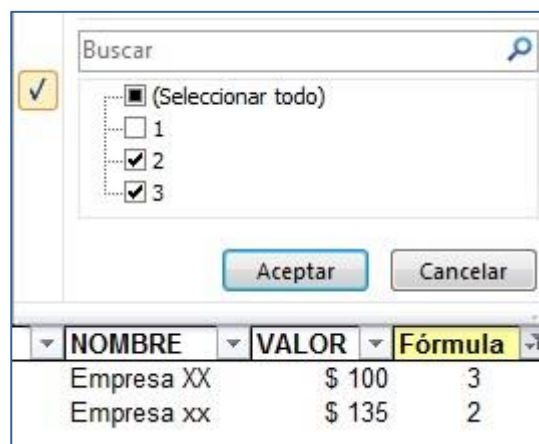 Buscar
(Seleccionar todo)
1
2
3
Aceptar Cancelar
NOMBRE VALOR Fórmula
Empresa XX $ 100 3
Empresa xx $ 135 2